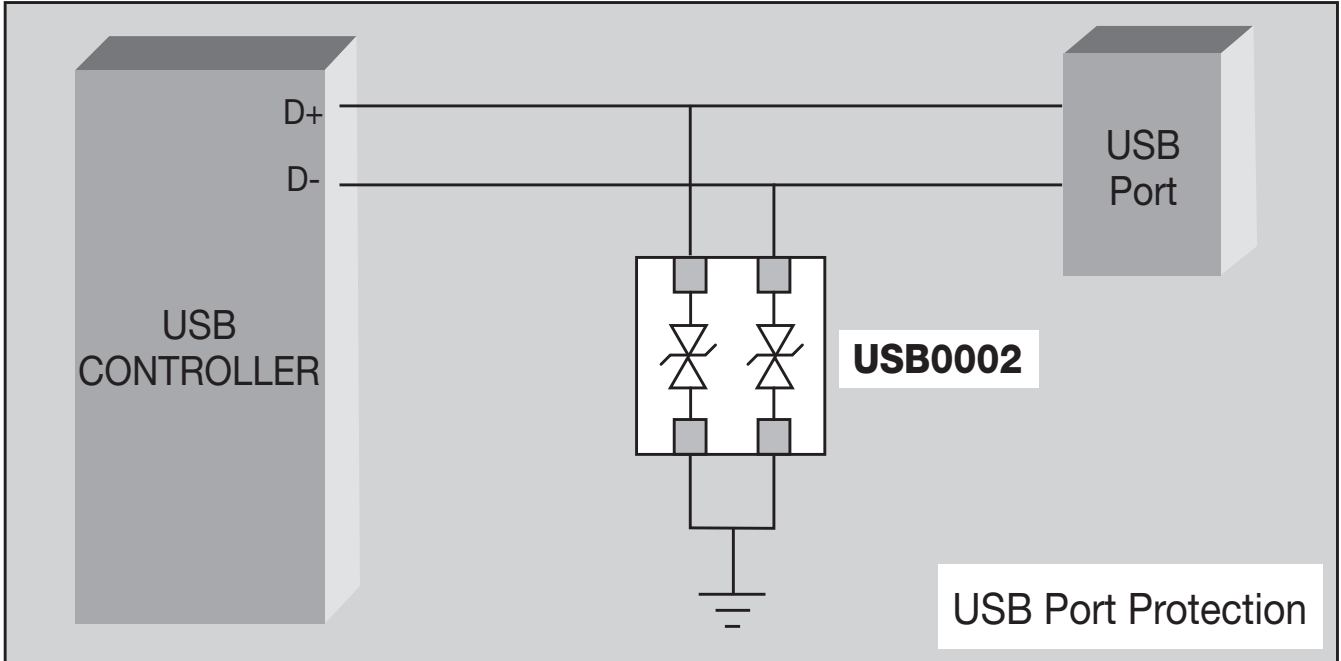 D+
D-
USB
CONTROLLER
USB
Port
USB0002
USB Port Protection